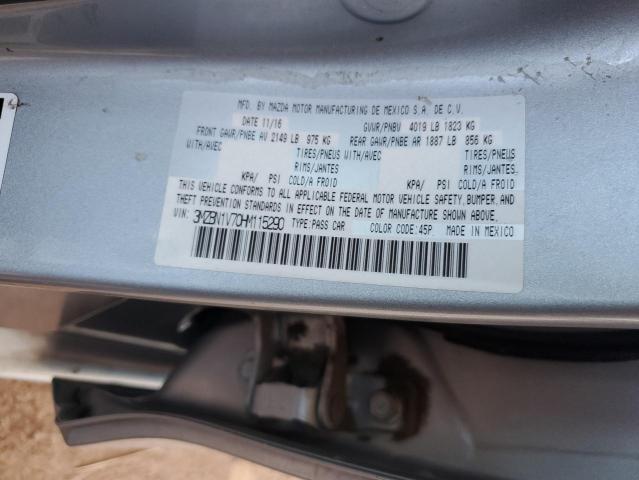 MFD. BY MAZDA MOTOR MANUFACTURING DE MEXICO S.A. DE C.V.
DATE 11/16 GVWR/PNBV 4019 LB 1823 KG
FRONT GAWR/PNBE AV 2149 LB 975 KG REAR GAWR/PNBE AR 1887 LB 856 KG
WITH/AVEC TIRES/PNEUS WITH/AVEC TIRES/PNEUS
RIMS/JANTES RIMS/JANTES
KPA/ PSI COLD/A FROID KPA/ PSI COLD/A FROID
THIS VEHICLE CONFORMS TO ALL APPLICABLE FEDERAL MOTOR VEHICLE SAFETY, BUMPER, AND
THEFT PREVENTION STANDARDS IN EFFECT ON THE DATE OF MANUFACTURE SHOWN ABOVE.
VIN: 3MZBN1V70HM115290 TYPE:PASS CAR COLOR CODE:45P MADE IN MEXICO